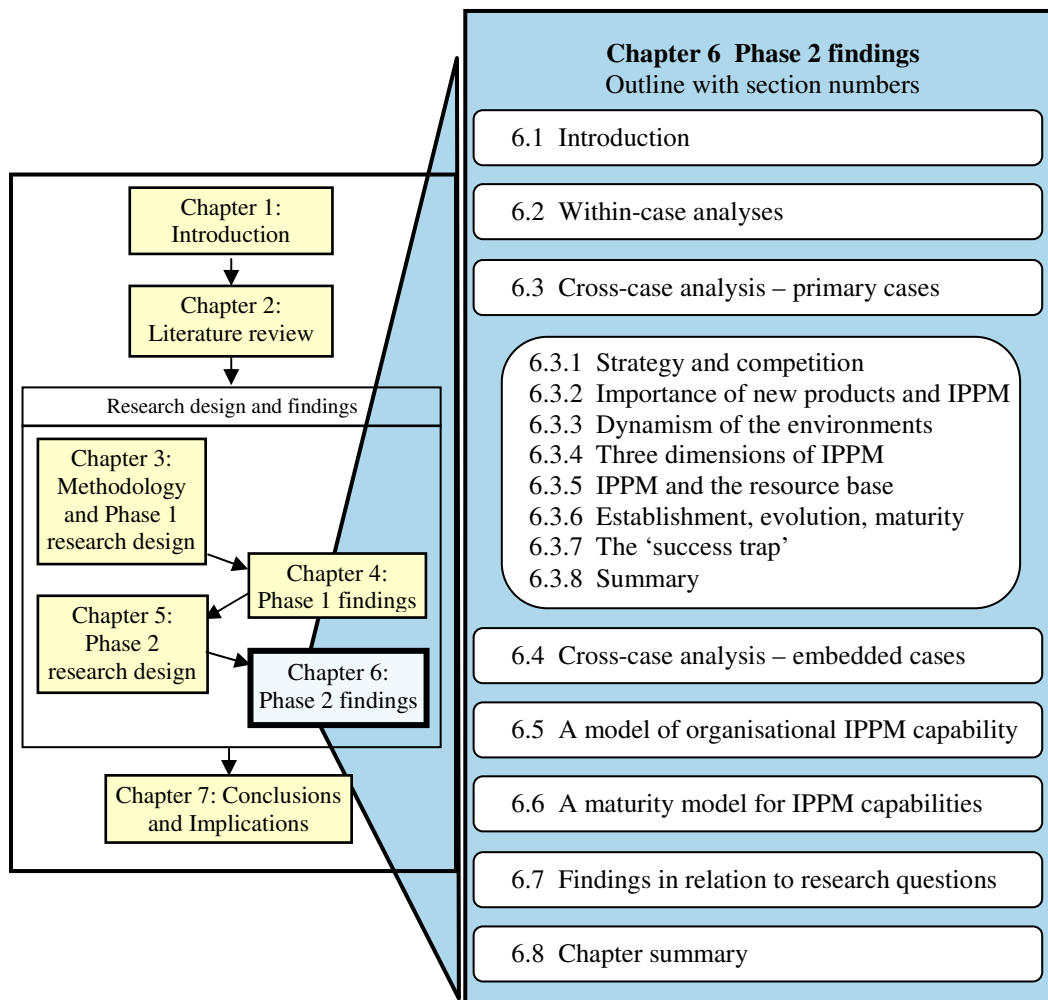 Chapter 1:
Introduction
Chapter 2:
Literature review
Research design and findings
Chapter 3:
Methodology
and Phase 1
research design
Chapter 4:
Phase 1 findings
Chapter 5:
Phase 2
research design
Chapter 6:
Phase 2 findings
Chapter 7: Conclusions
and Implications
Chapter 6 Phase 2 findings
Outline with section numbers
6.1 Introduction
6.2 Within-case analyses
6.3 Cross-case analysis – primary cases
6.3.1 Strategy and competition
6.3.2 Importance of new products and IPPM
6.3.3 Dynamism of the environments
6.3.4 Three dimensions of IPPM
6.3.5 IPPM and the resource base
6.3.6 Establishment, evolution, maturity
6.3.7 The ‘success trap’
6.3.8 Summary
6.4 Cross-case analysis – embedded cases
6.5 A model of organisational IPPM capability
6.6 A maturity model for IPPM capabilities
6.7 Findings in relation to research questions
6.8 Chapter summary